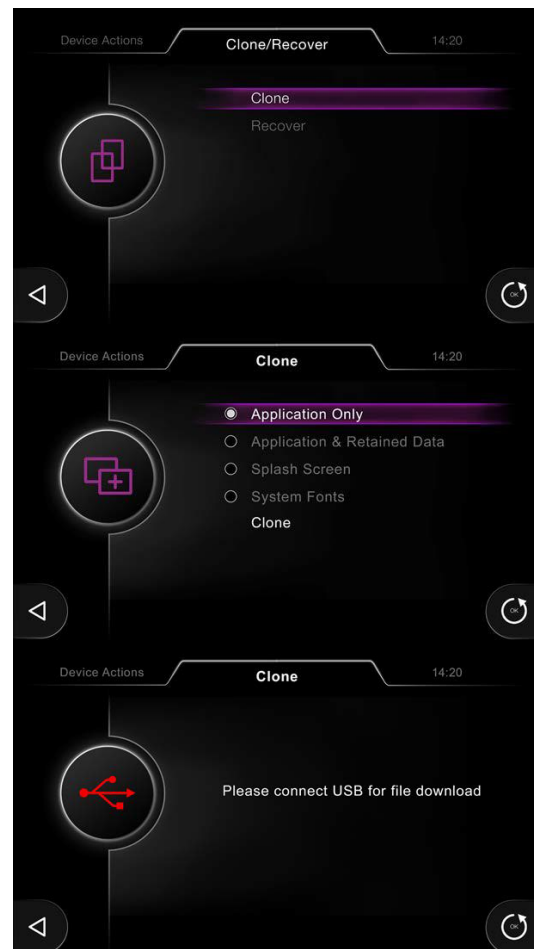 Device Actions
Clone/Recover
14:20
Clone
Recover
OK
Device Actions
Clone
14:20
Application Only
Application & Retained Data
Splash Screen
System Fonts
Clone
OK
Device Actions
Clone
14:20
Please connect USB for file download
OK